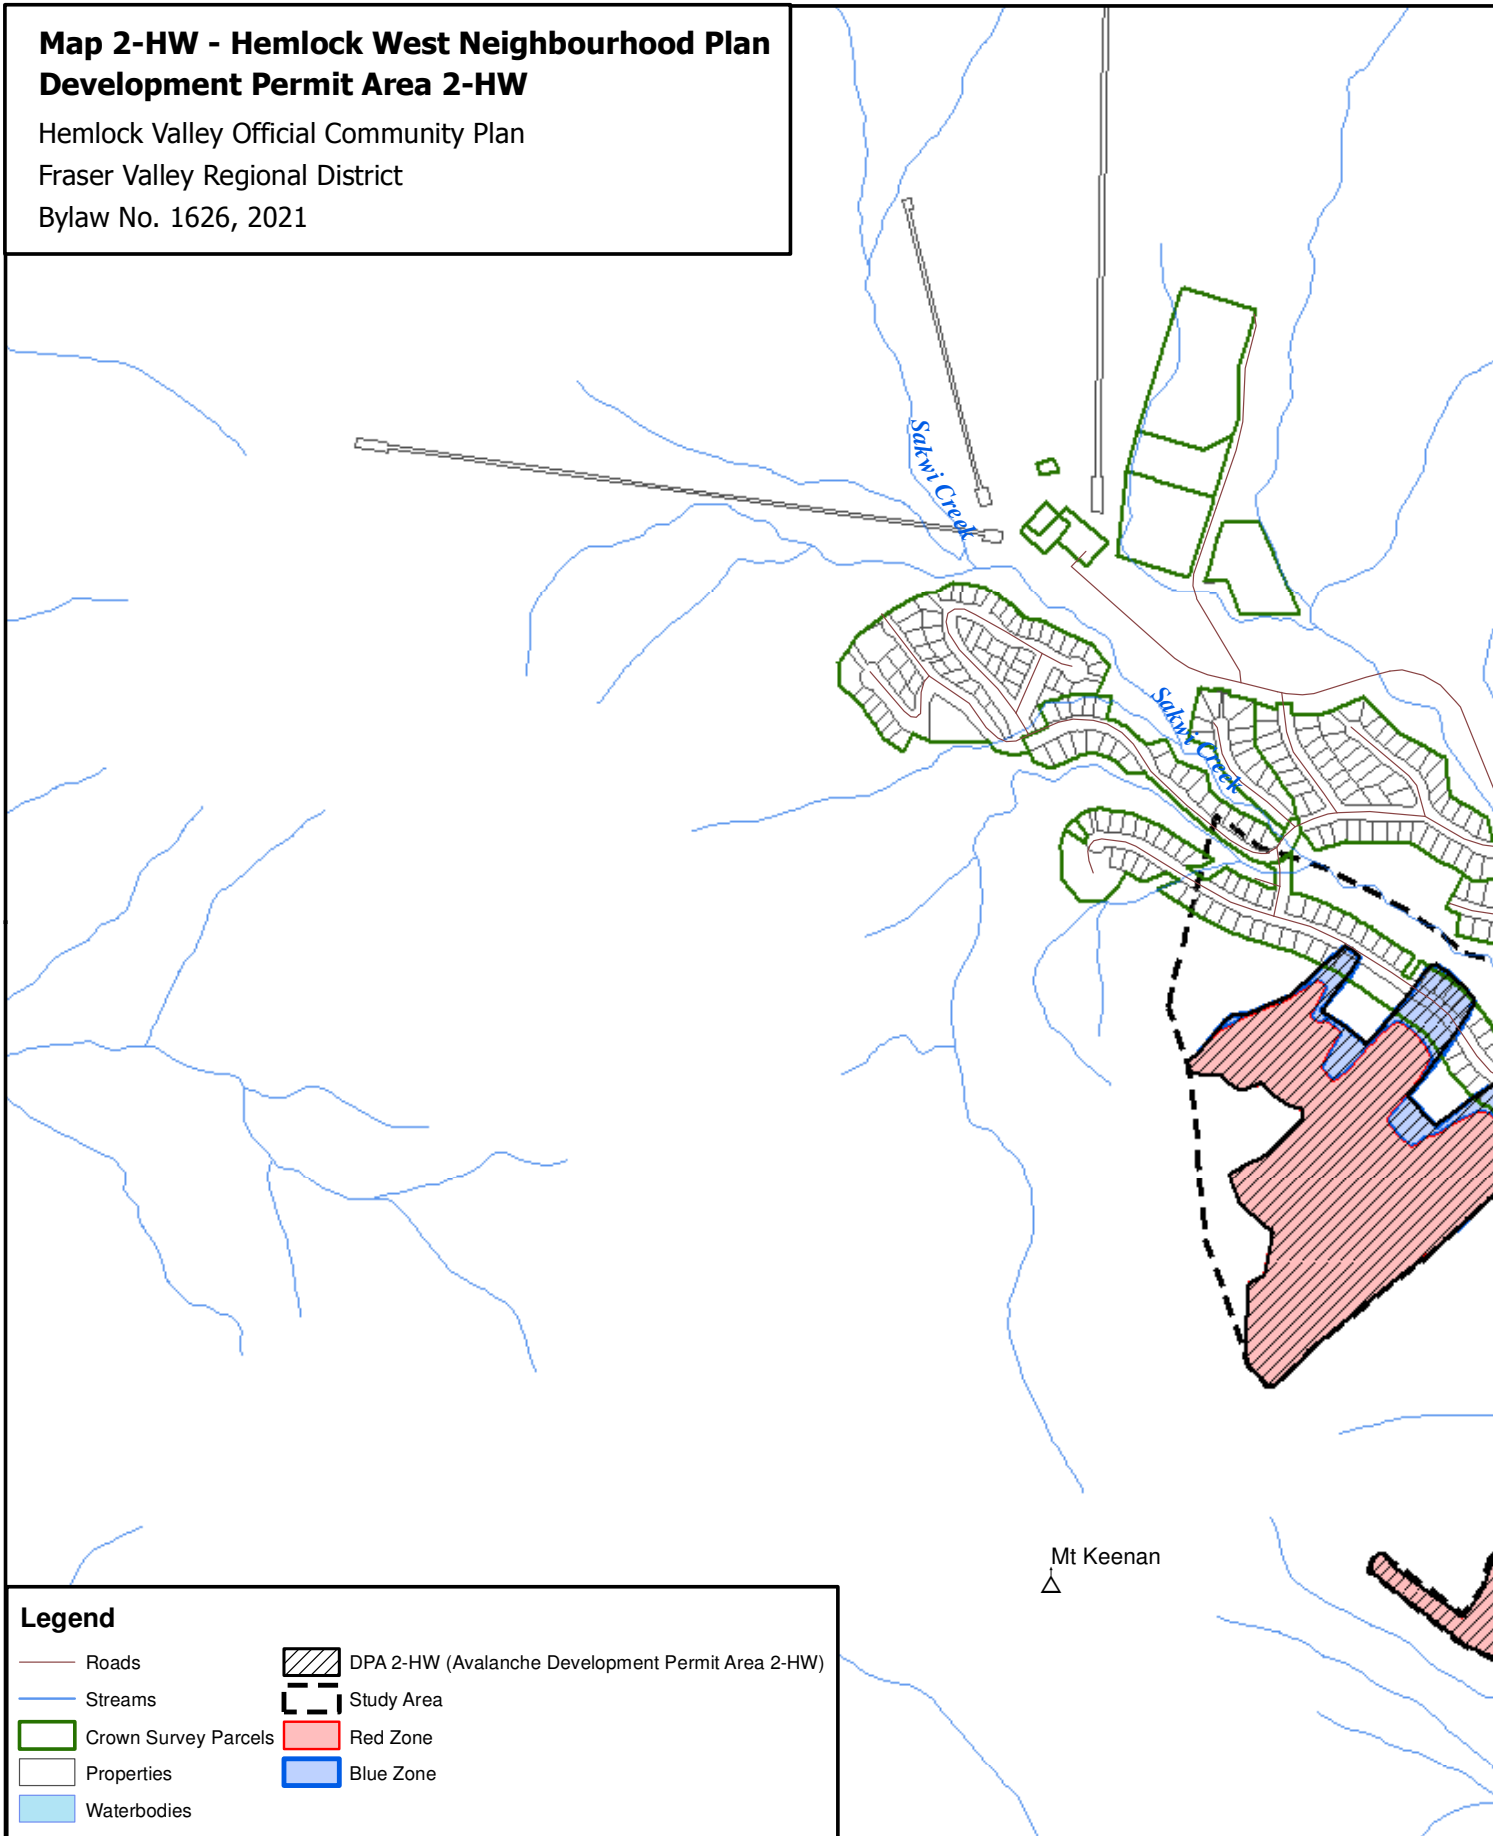 Map 2-HW - Hemlock West Neighbourhood Plan
Development Permit Area 2-HW
Hemlock Valley Official Community Plan
Fraser Valley Regional District
Bylaw No. 1626, 2021
Sakwi Creek
Sakwi Creek
Mt Keenan
Legend
Roads
Streams
Crown Survey Parcels
Properties
Waterbodies
DPA 2-HW (Avalanche Development Permit Area 2-HW)
Study Area
Red Zone
Blue Zone